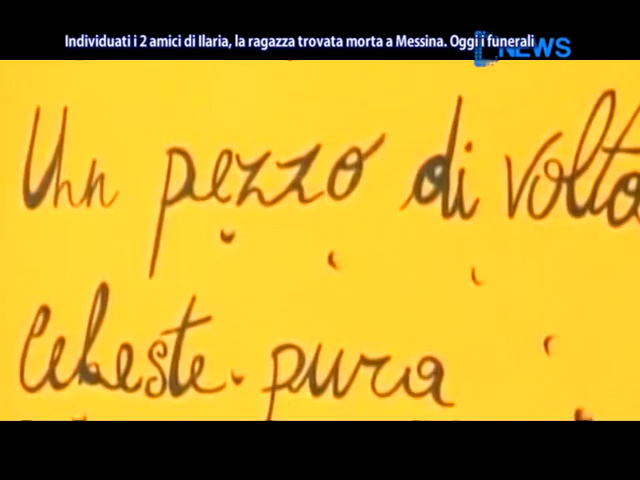 Individuati i 2 amici di Ilaria, la ragazza trovata morta a Messina. Oggi i funerali
NEWS
Un pezzo di volta
celeste pura